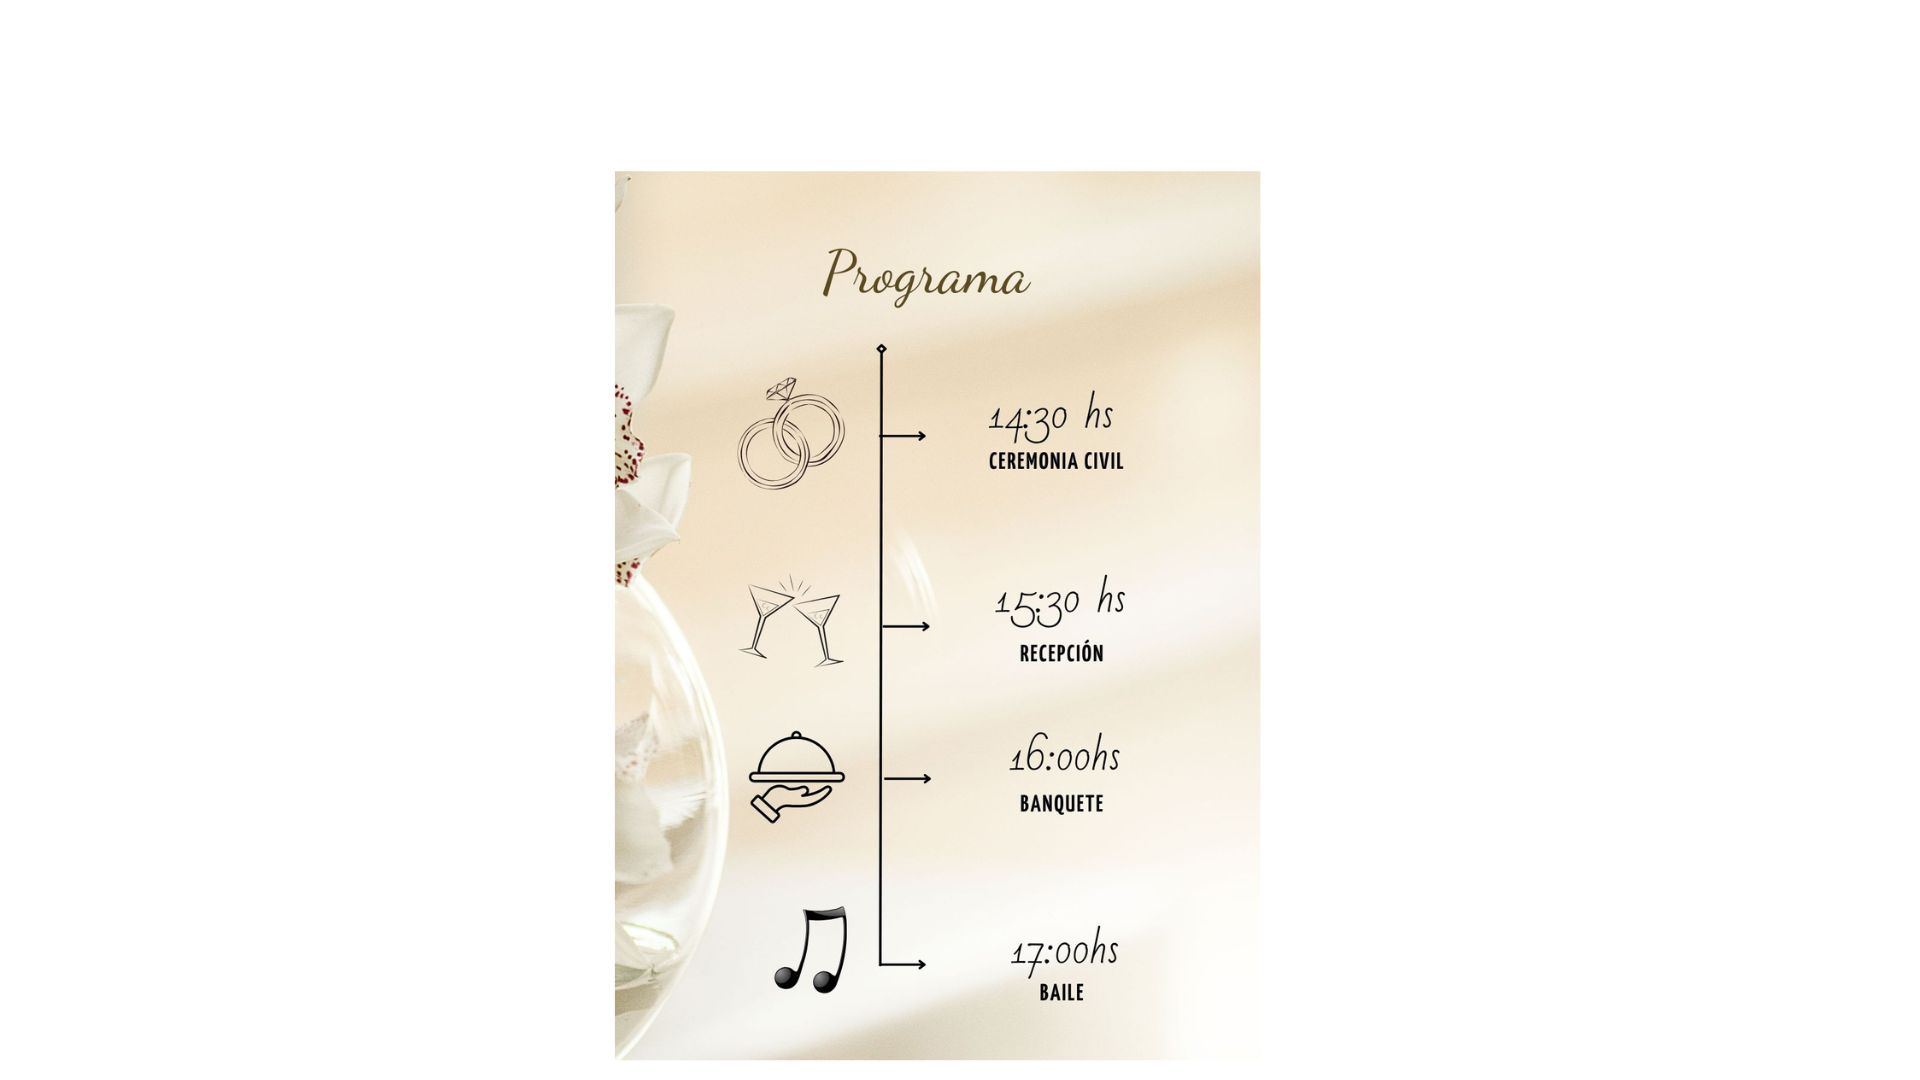 Programa
14:30 hs
CEREMONIA CIVIL
15:30 hs
RECEPCIÓN
16:00hs
BANQUETE
17:00hs
BAILE